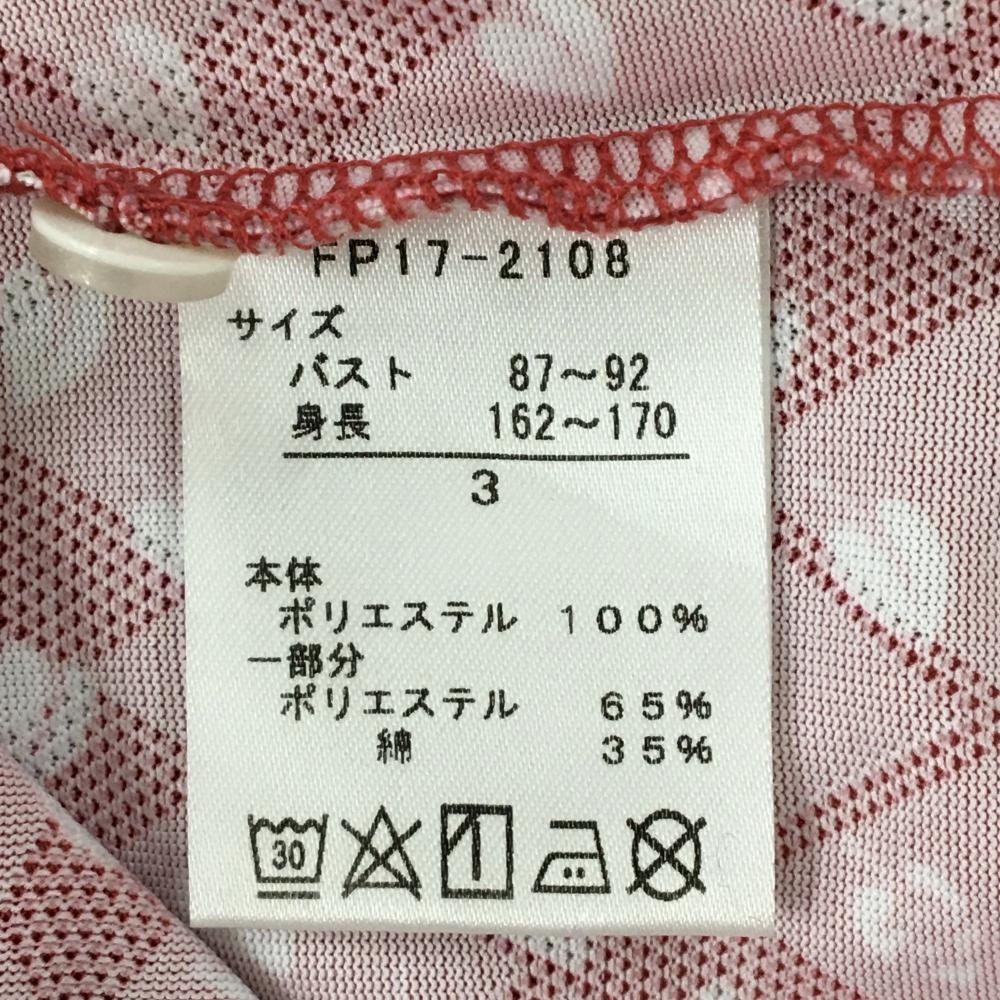 FP17-2108
サイズ
バスト 87～92
身長 162～170
3
本体
ポリエステル 100%
一部分
ポリエステル 65%
綿 35%
30